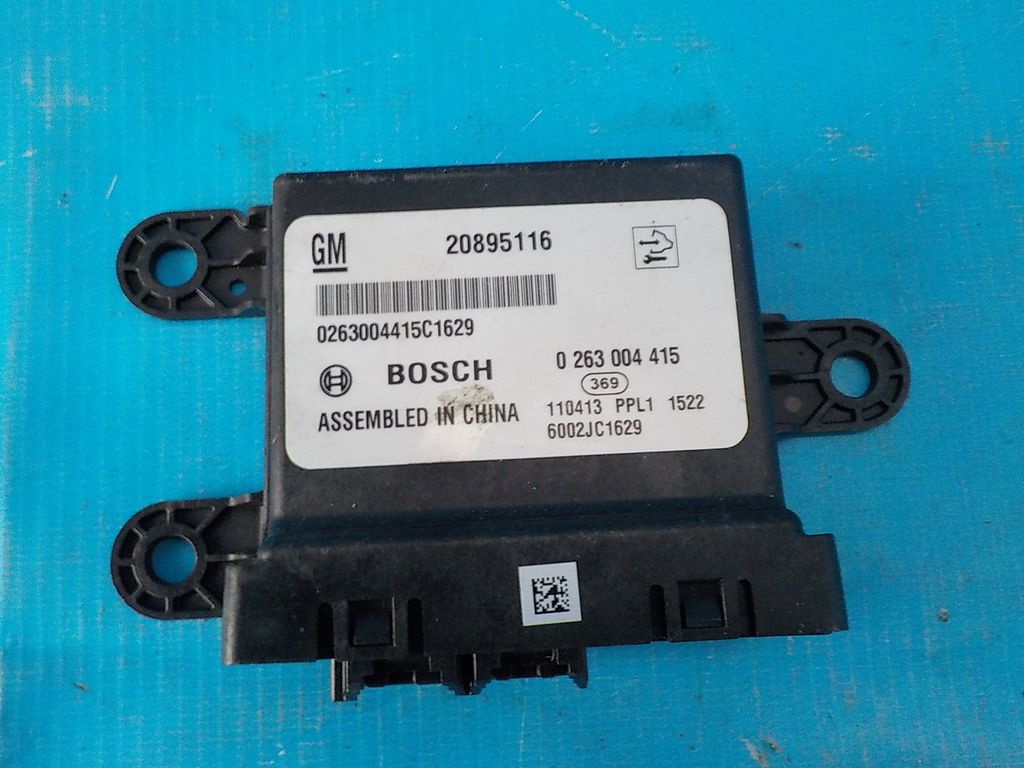 GM 20895116
0263004415C1629
BOSCH 0 263 004 415
369
ASSEMBLED IN CHINA 110413 PPL1 1522
6002JC1629